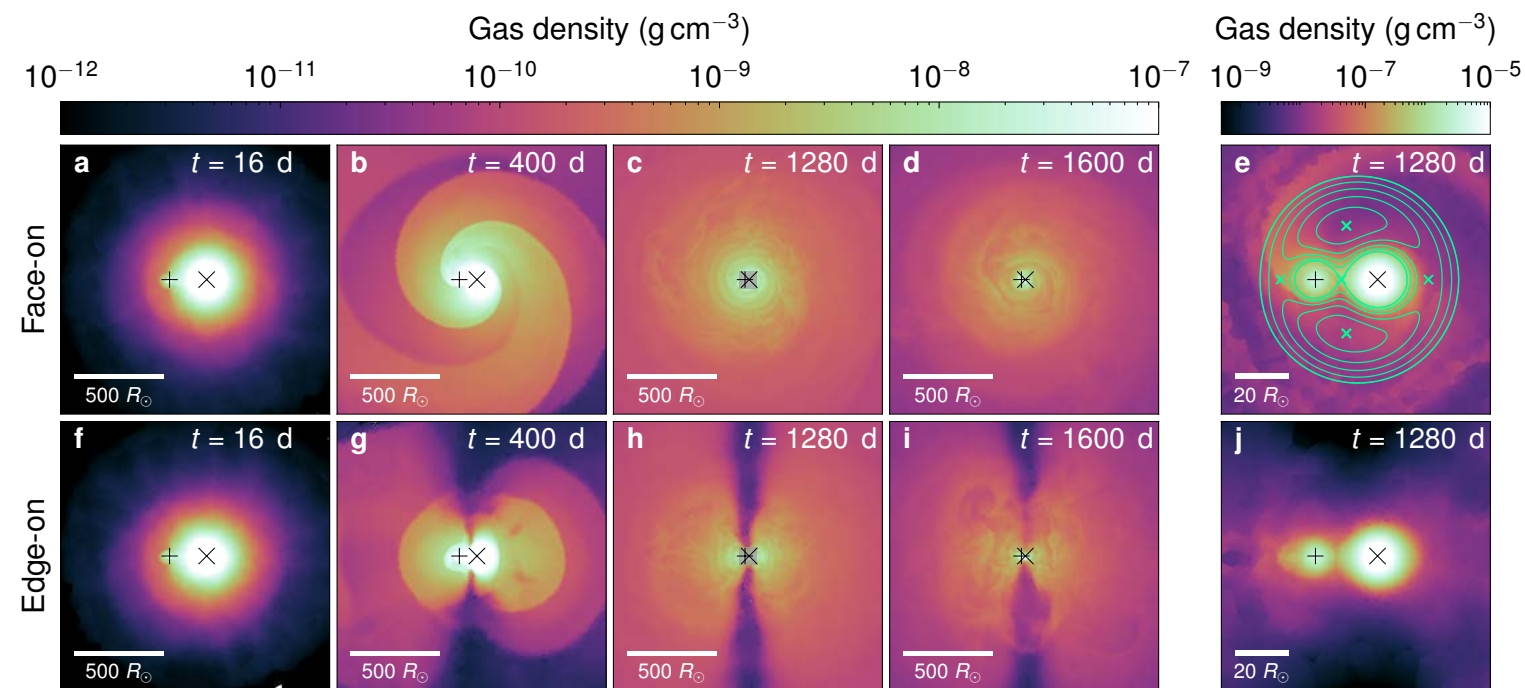 Gas density (g cm⁻³) Gas density (g cm⁻³)
10⁻¹² 10⁻¹¹ 10⁻¹⁰ 10⁻⁹ 10⁻⁸ 10⁻⁷ 10⁻⁹ 10⁻⁷ 10⁻⁵
Face-on
a t = 16 d b t = 400 d c t = 1280 d d t = 1600 d e t = 1280 d
500 R☉ 500 R☉ 500 R☉ 500 R☉ 20 R☉
Edge-on
f t = 16 d g t = 400 d h t = 1280 d i t = 1600 d j t = 1280 d
500 R☉ 500 R☉ 500 R☉ 500 R☉ 20 R☉